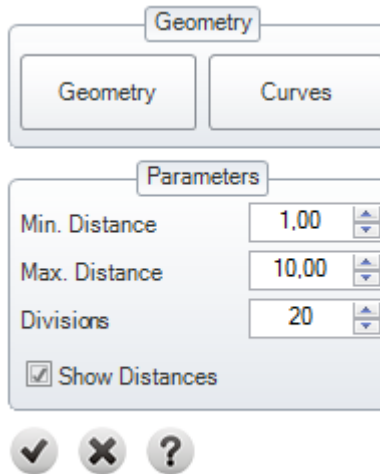 Geometry
Geometry Curves
Parameters
Min. Distance 1,00
Max. Distance 10,00
Divisions 20
Show Distances
?